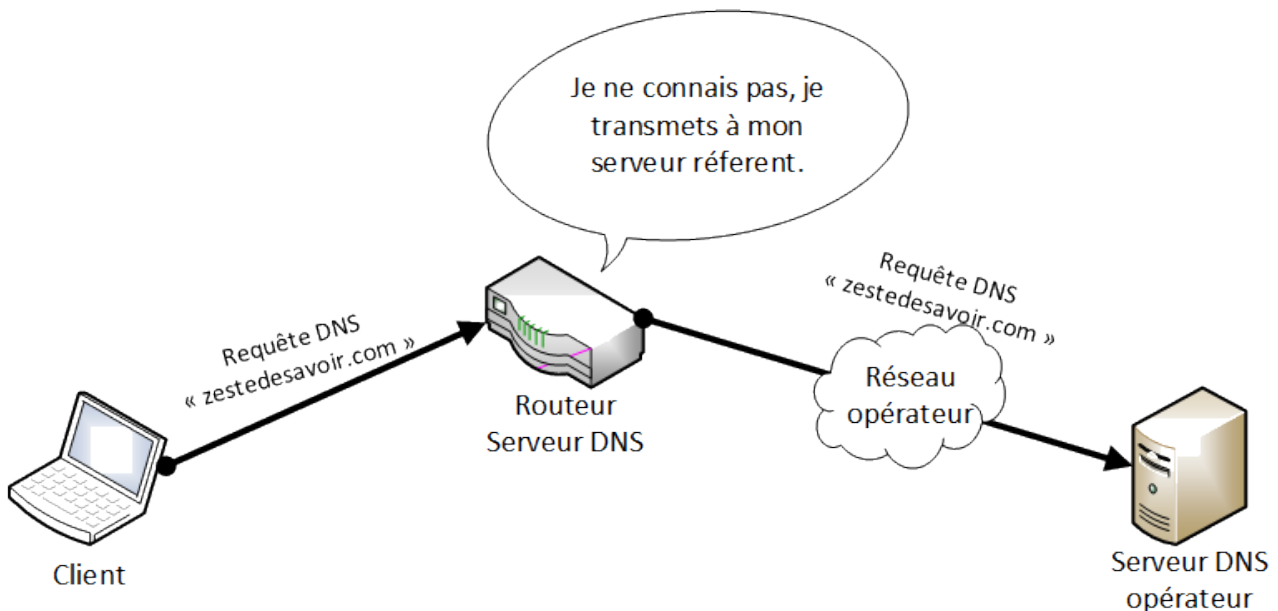 Je ne connais pas, je
transmets à mon
serveur réferent.
Requête DNS
« zestedesavoir.com »
Requête DNS
« zestedesavoir.com »
Réseau
opérateur
Routeur
Serveur DNS
Client
Serveur DNS
opérateur